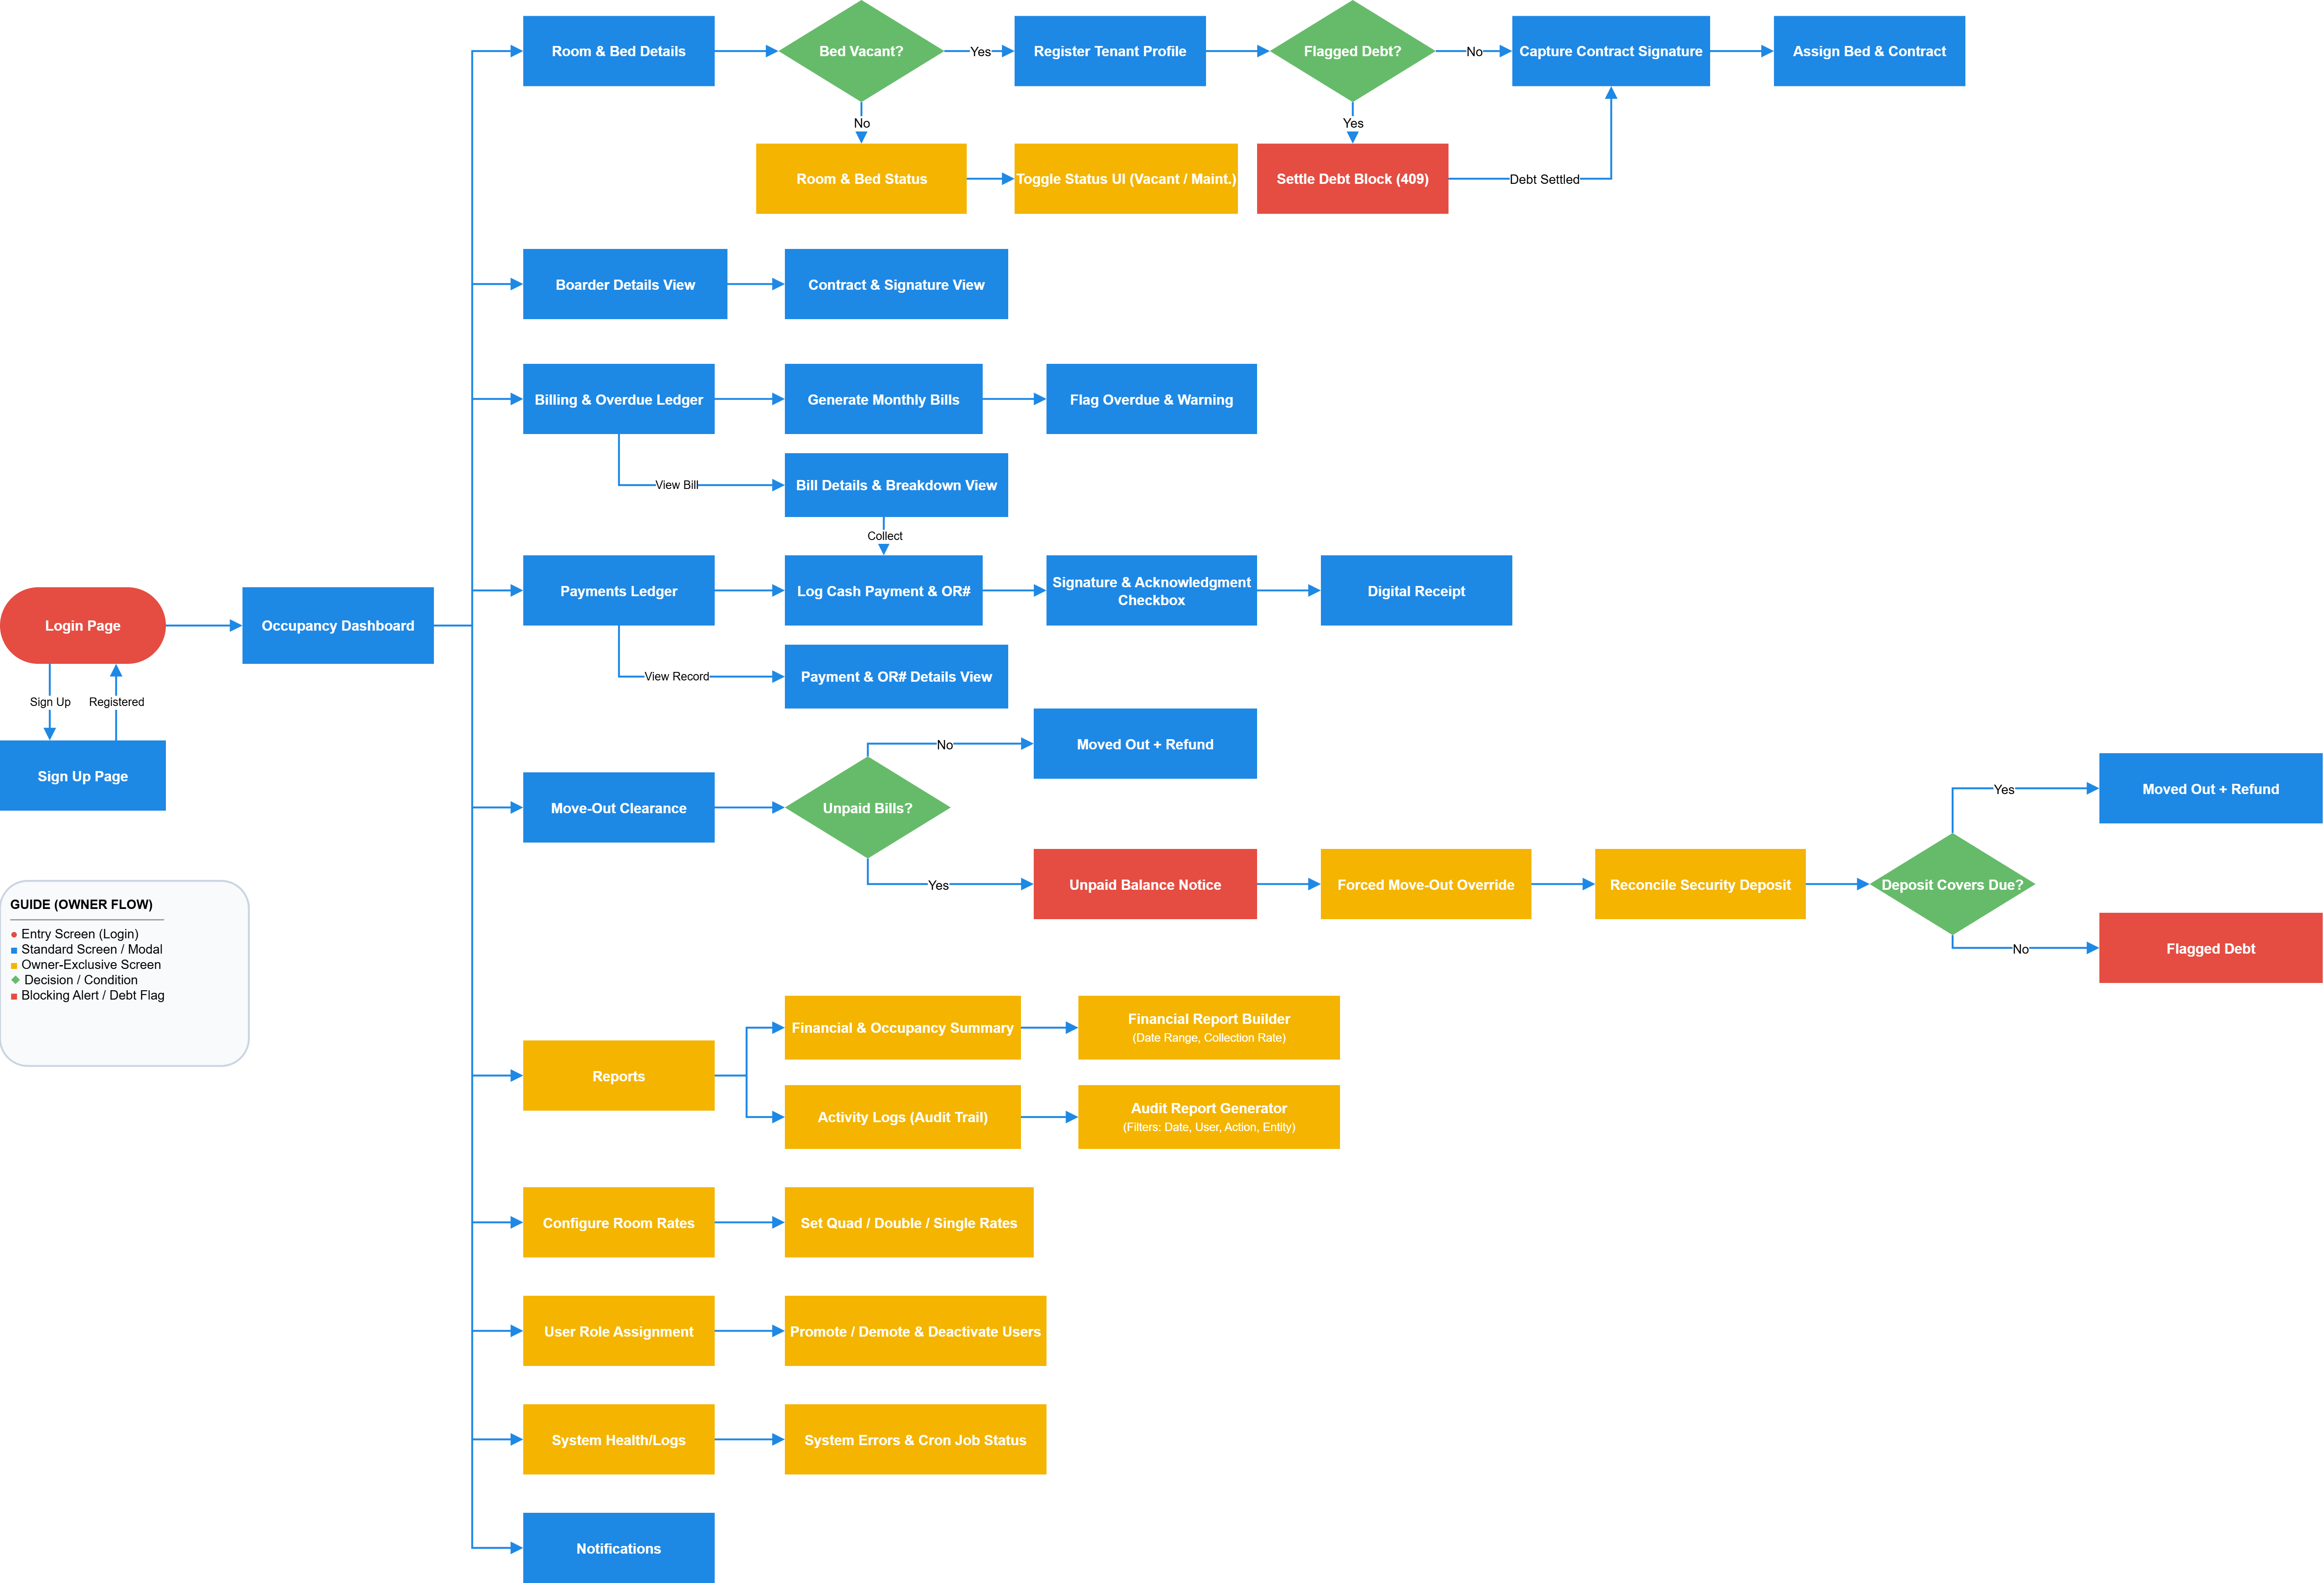 Room & Bed Details
Bed Vacant?
Yes
Register Tenant Profile
Flagged Debt?
No
Capture Contract Signature
Assign Bed & Contract
No
Yes
Room & Bed Status
Toggle Status UI (Vacant / Maint.)
Settle Debt Block (409)
Debt Settled
Boarder Details View
Contract & Signature View
Billing & Overdue Ledger
Generate Monthly Bills
Flag Overdue & Warning
View Bill
Bill Details & Breakdown View
Collect
Payments Ledger
Log Cash Payment & OR#
Signature & Acknowledgment
Checkbox
Digital Receipt
Login Page
Occupancy Dashboard
View Record
Payment & OR# Details View
Sign Up
Registered
Sign Up Page
No
Moved Out + Refund
Move-Out Clearance
Unpaid Bills?
Yes
Unpaid Balance Notice
Forced Move-Out Override
Reconcile Security Deposit
Deposit Covers Due?
Yes
Moved Out + Refund
No
Flagged Debt
GUIDE (OWNER FLOW)
Entry Screen (Login)
Standard Screen / Modal
Owner-Exclusive Screen
Decision / Condition
Blocking Alert / Debt Flag
Reports
Financial & Occupancy Summary
Financial Report Builder
(Date Range, Collection Rate)
Activity Logs (Audit Trail)
Audit Report Generator
(Filters: Date, User, Action, Entity)
Configure Room Rates
Set Quad / Double / Single Rates
User Role Assignment
Promote / Demote & Deactivate Users
System Health/Logs
System Errors & Cron Job Status
Notifications